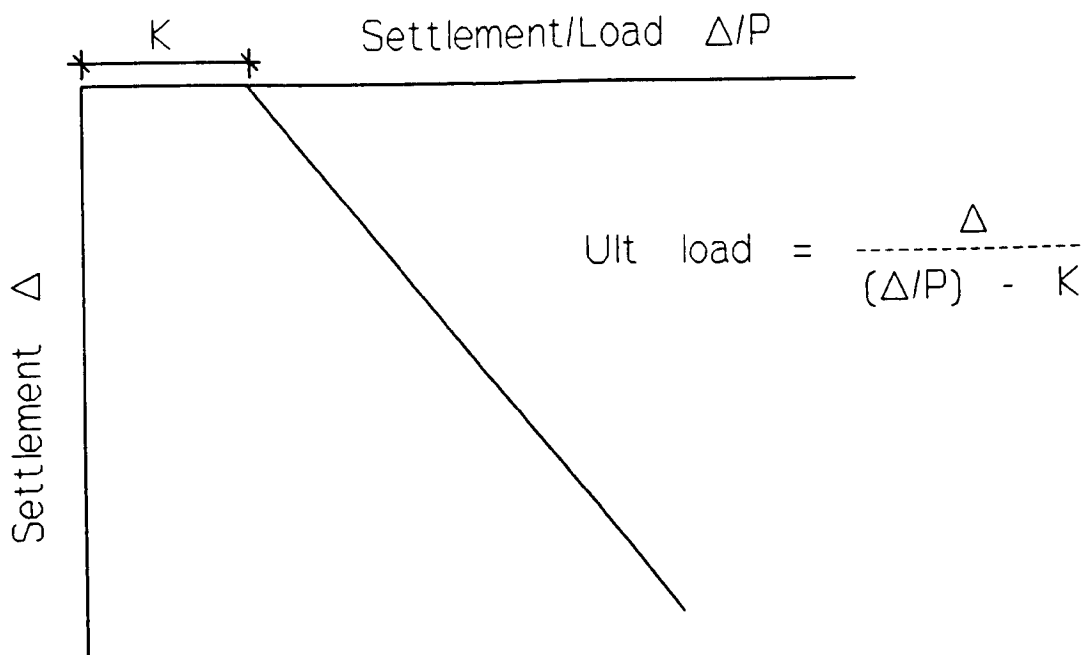 K
Settlement/Load Δ/P
Settlement Δ
Ult load = Δ
(Δ/P) - K